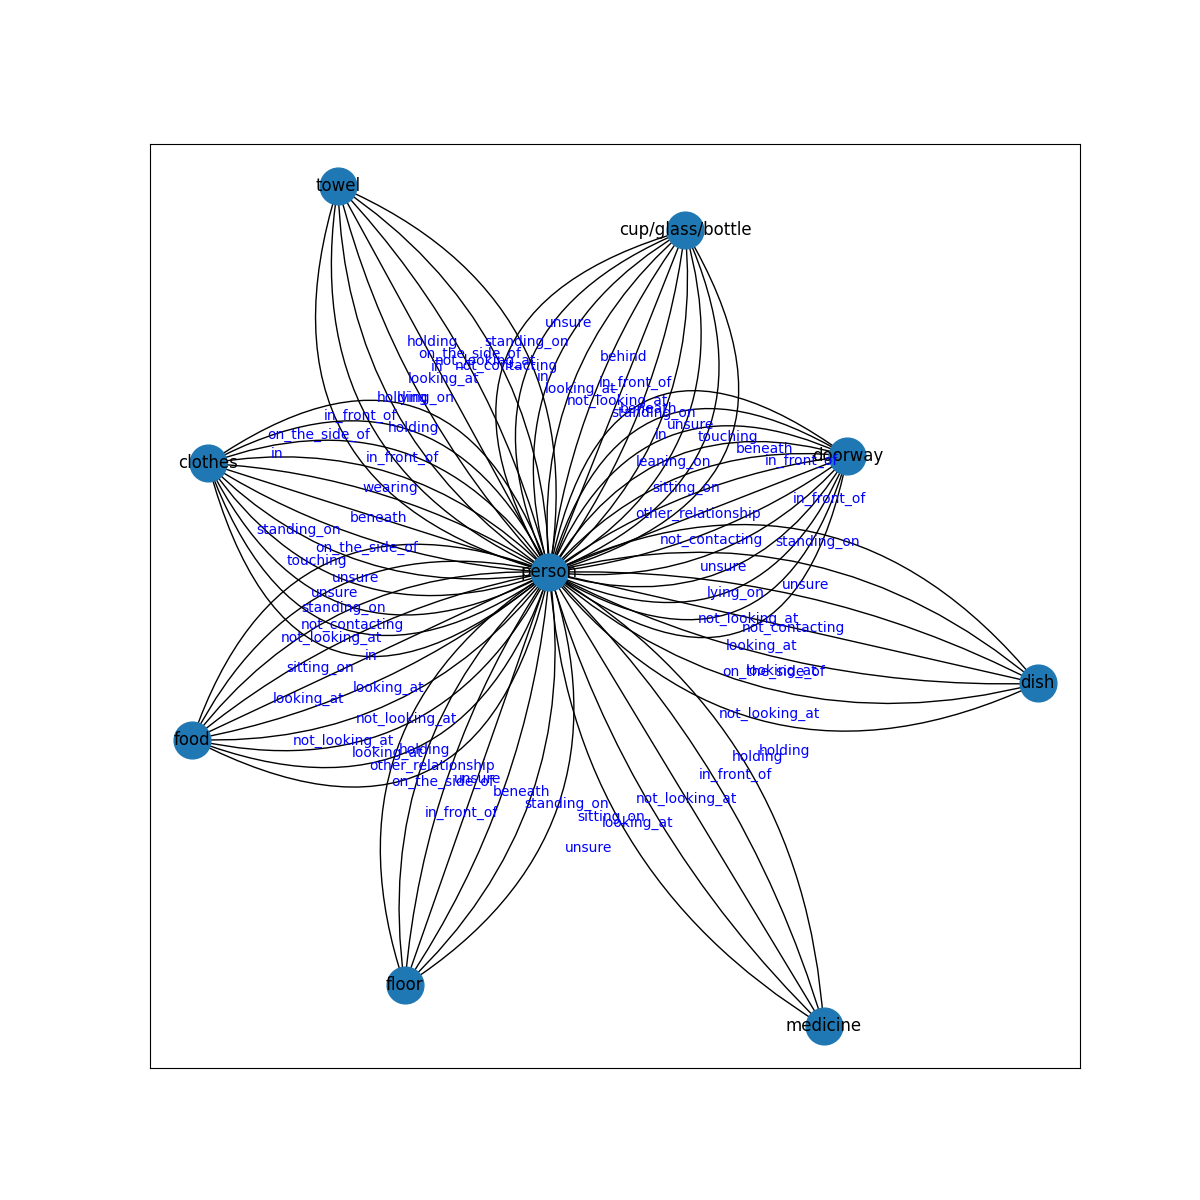 towel
cup/glass/bottle
unsure
holding
standing_on
on_the_side_of
behind
not_looking_at
in
not_contacting
looking_at
in
in_front_of
looking_at
holding
lying_on
not_looking_at
beneath
in_front_of
standing_on
holding
unsure
on_the_side_of
in
touching
in
beneath
doorway
in_front_of
clothes
in_front_of
leaning_on
wearing
sitting_on
in_front_of
beneath
other_relationship
standing_on
not_contacting
standing_on
on_the_side_of
touching
unsure
person
unsure
unsure
unsure
lying_on
standing_on
not_looking_at
not_contacting
not_contacting
not_looking_at
looking_at
in
sitting_on
on_the_side_of
looking_at
dish
looking_at
looking_at
not_looking_at
not_looking_at
food
not_looking_at
looking_at
holding
holding
holding
other_relationship
in_front_of
on_the_side_of
unsure
beneath
not_looking_at
standing_on
in_front_of
sitting_on
looking_at
unsure
floor
medicine